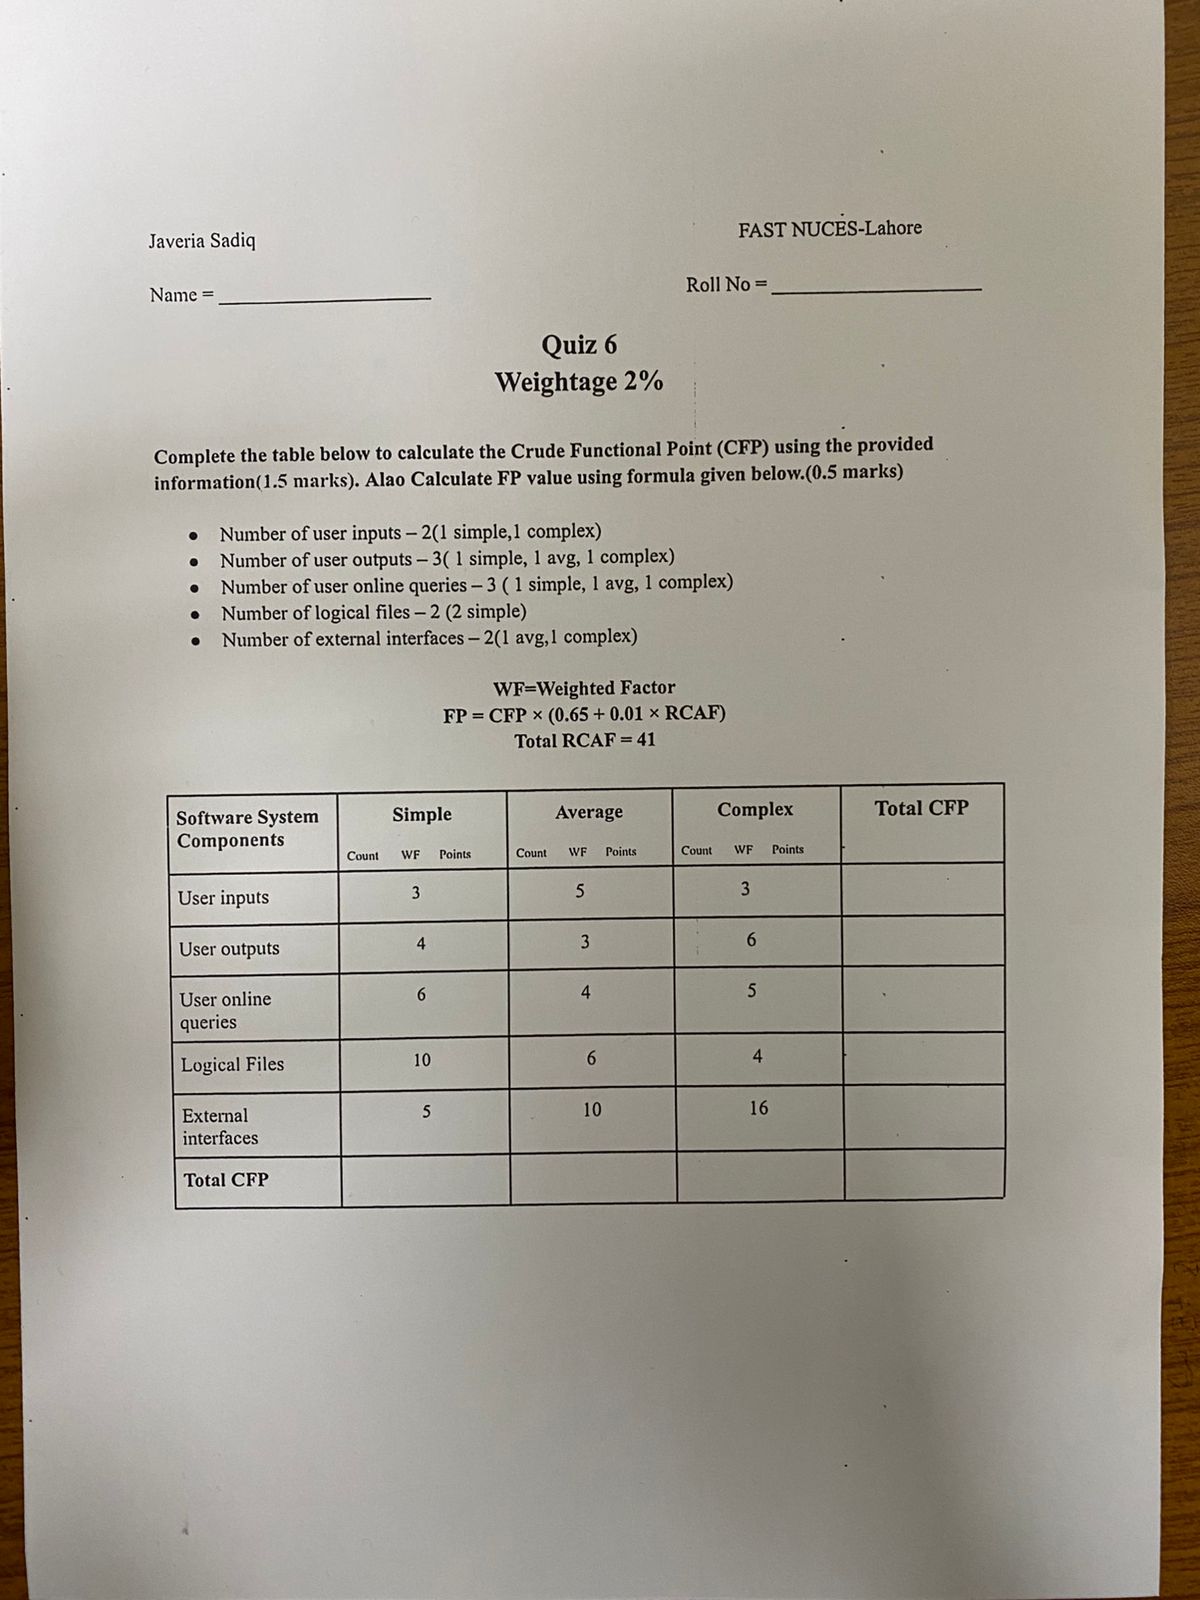 Javeria Sadiq
FAST NUCES-Lahore
Name = ____________________
Roll No = ____________________
Quiz 6
Weightage 2%
Complete the table below to calculate the Crude Functional Point (CFP) using the provided
information(1.5 marks). Alao Calculate FP value using formula given below.(0.5 marks)
• Number of user inputs – 2(1 simple,1 complex)
• Number of user outputs – 3( 1 simple, 1 avg, 1 complex)
• Number of user online queries – 3 ( 1 simple, 1 avg, 1 complex)
• Number of logical files – 2 (2 simple)
• Number of external interfaces – 2(1 avg,1 complex)
WF=Weighted Factor
FP = CFP × (0.65 + 0.01 × RCAF)
Total RCAF = 41
Software System Simple Average Complex Total CFP
Components
Count WF Points Count WF Points Count WF Points
User inputs 3 5 3
User outputs 4 3 6
User online 6 4 5
queries
Logical Files 10 6 4
External 5 10 16
interfaces
Total CFP